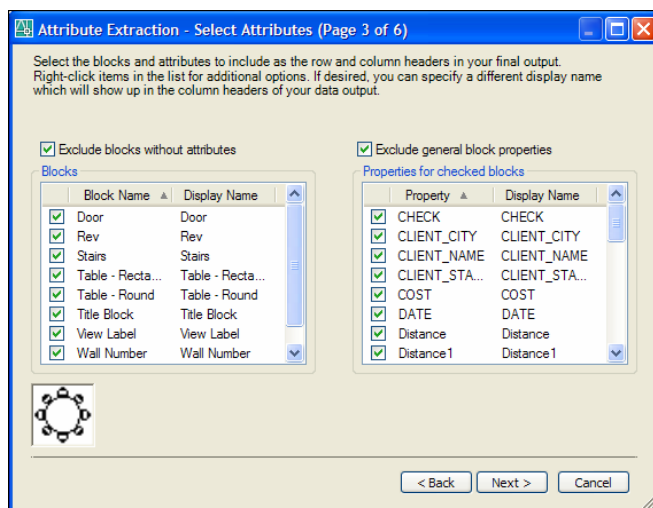 Attribute Extraction - Select Attributes (Page 3 of 6)
Select the blocks and attributes to include as the row and column headers in your final output.
Right-click items in the list for additional options. If desired, you can specify a different display name
which will show up in the column headers of your data output.
Exclude blocks without attributes
Blocks
Block Name Display Name
Door Door
Rev Rev
Stairs Stairs
Table - Recta... Table - Recta...
Table - Round Table - Round
Title Block Title Block
View Label View Label
Wall Number Wall Number
Exclude general block properties
Properties for checked blocks
Property Display Name
CHECK CHECK
CLIENT_CITY CLIENT_CITY
CLIENT_NAME CLIENT_NAME
CLIENT_STA... CLIENT_STA...
COST COST
DATE DATE
Distance Distance
Distance1 Distance1
< Back Next > Cancel